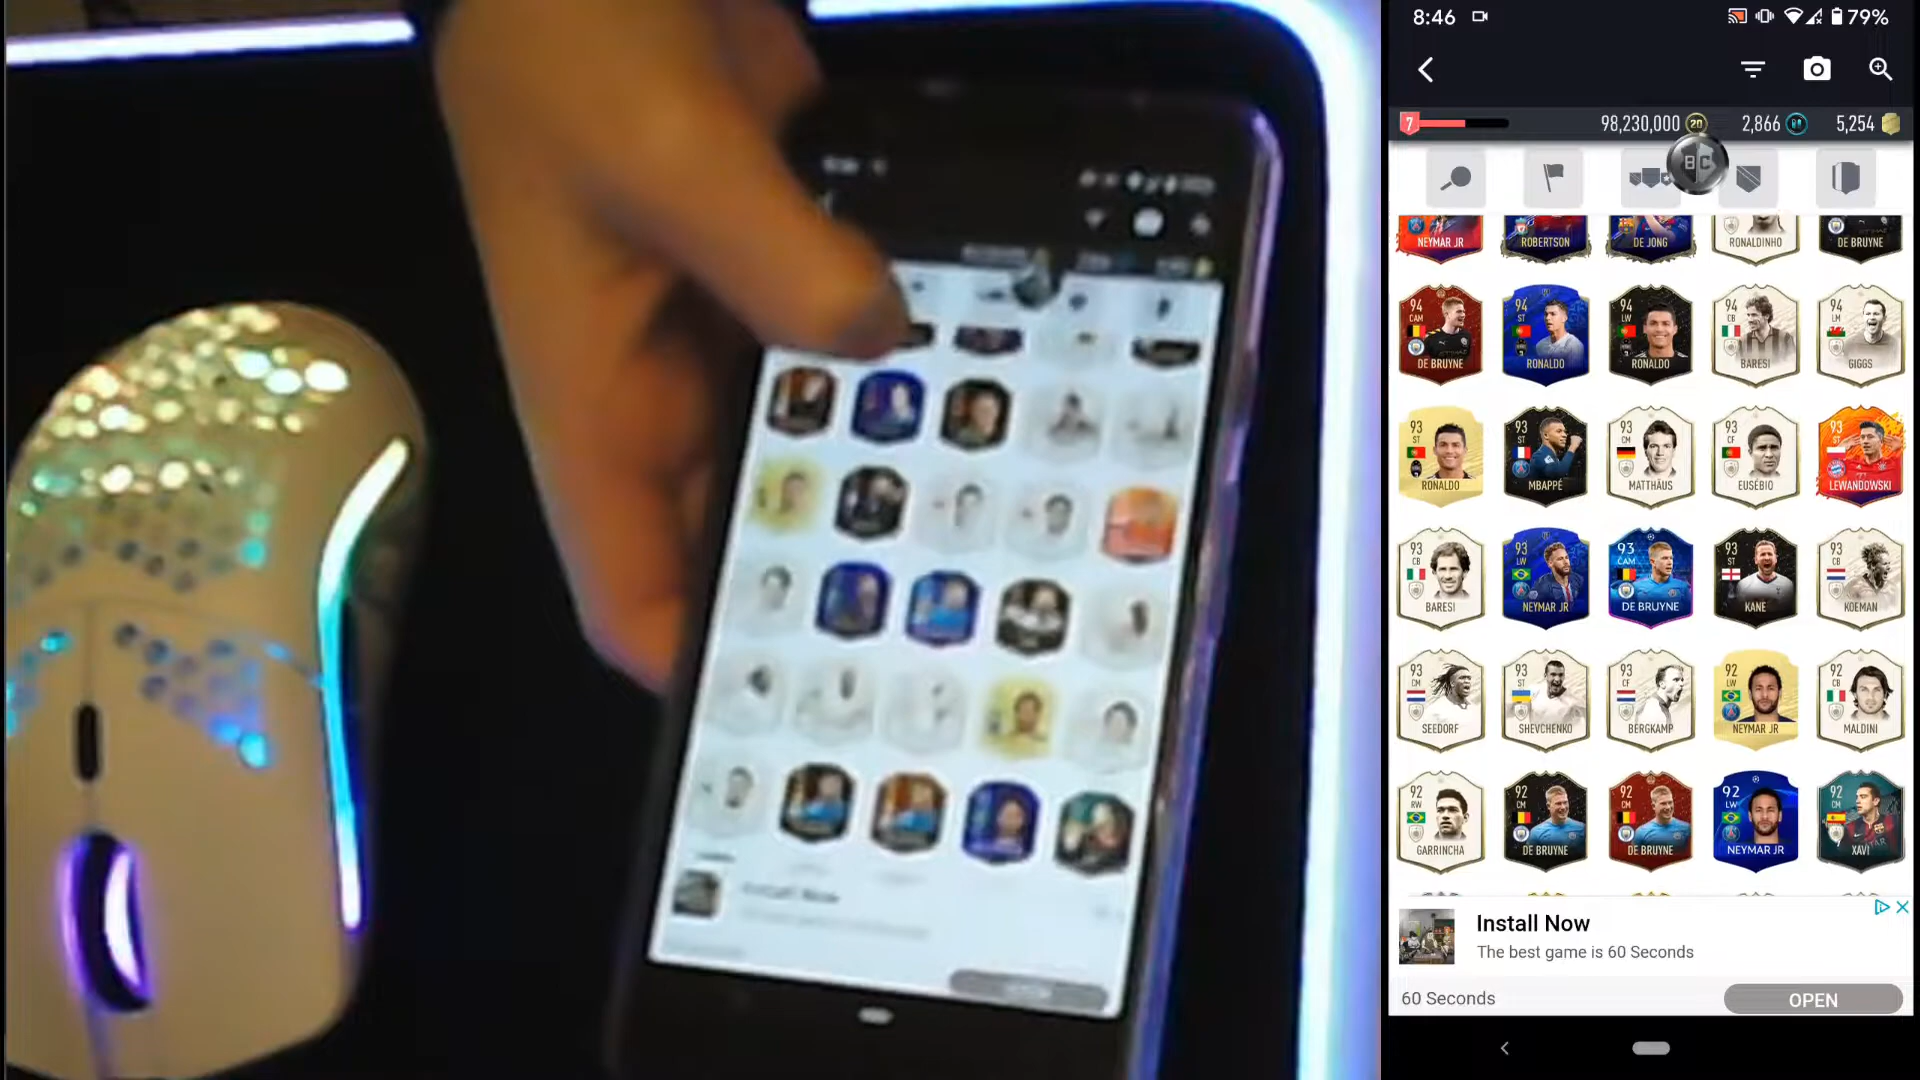 8:46 79%
7 98,230,000 20 2,866 5,254
BC
NEYMAR JR ROBERTSON DE JONG RONALDINHO DE BRUYNE
94 CAM DE BRUYNE 94 ST RONALDO 94 LW RONALDO 94 CB BARESI 94 LM GIGGS
93 ST RONALDO 93 ST MBAPPÉ 93 CM MATTHÄUS 93 CF EUSÉBIO 93 ST LEWANDOWSKI
93 CB BARESI 93 LW NEYMAR JR 93 CAM DE BRUYNE 93 ST KANE 93 CB KOEMAN
93 CM SEEDORF 93 ST SHEVCHENKO 93 CF BERGKAMP 92 LW NEYMAR JR 92 CB MALDINI
92 RW GARRINCHA 92 CM DE BRUYNE 92 CM DE BRUYNE 92 LW NEYMAR JR 92 CM XAVI
Install Now
The best game is 60 Seconds
60 Seconds OPEN